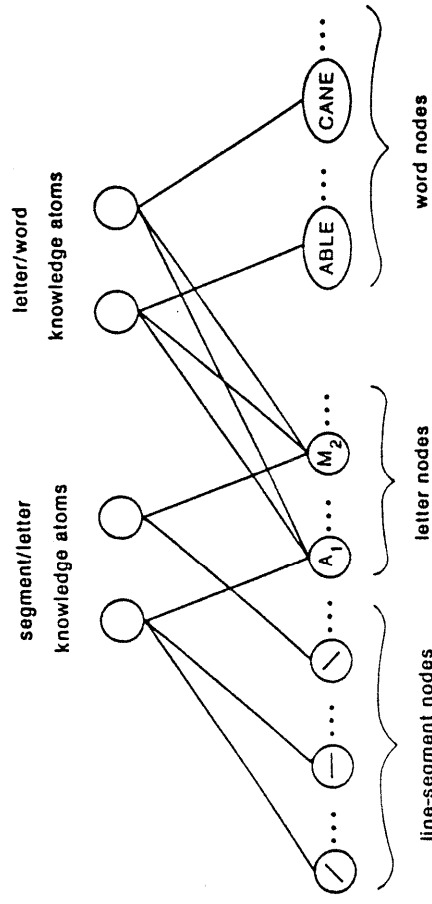 segment/letter
knowledge atoms
letter/word
knowledge atoms
A1
M2
ABLE
CANE
line-segment nodes
letter nodes
word nodes